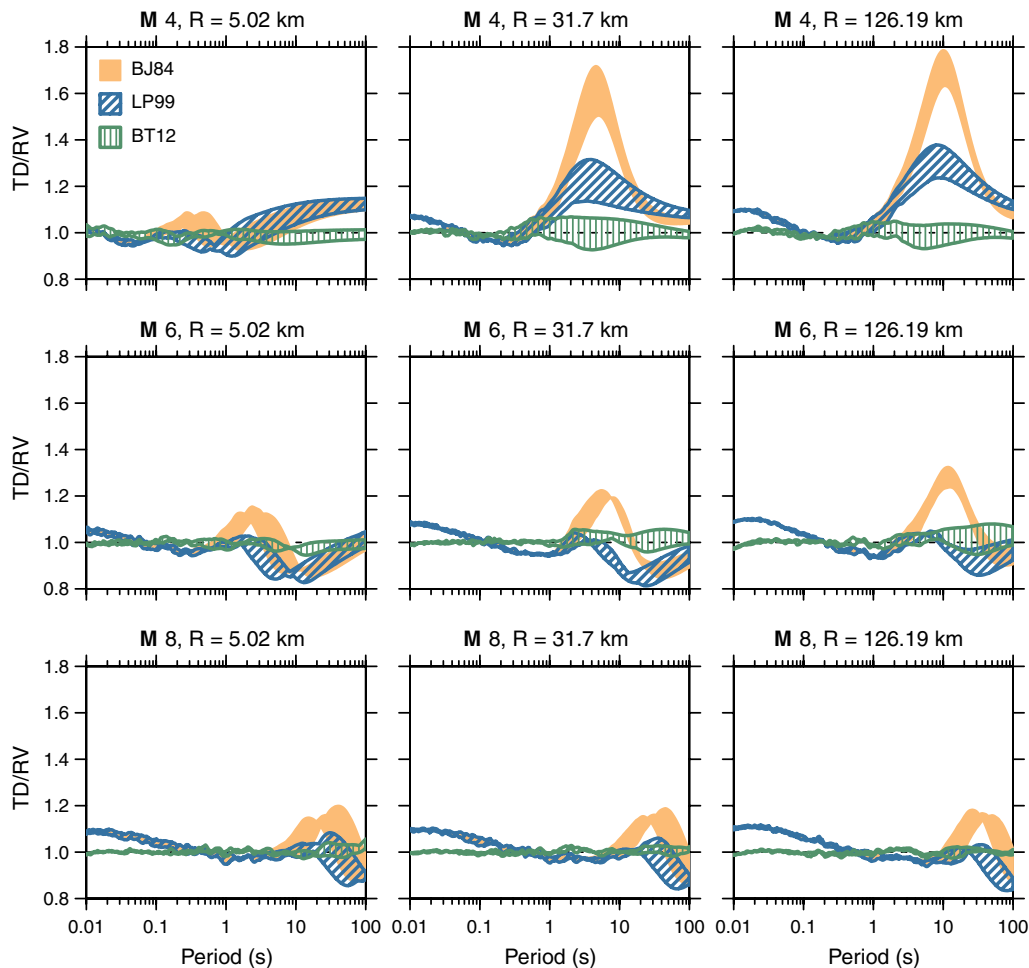 M 4, R = 5.02 km
M 4, R = 31.7 km
M 4, R = 126.19 km
1.8
1.6
1.4
1.2
1.0
0.8
TD/RV
BJ84
LP99
BT12
M 6, R = 5.02 km
M 6, R = 31.7 km
M 6, R = 126.19 km
1.8
1.6
1.4
1.2
1.0
0.8
TD/RV
M 8, R = 5.02 km
M 8, R = 31.7 km
M 8, R = 126.19 km
1.8
1.6
1.4
1.2
1.0
0.8
TD/RV
0.01 0.1 1 10 100
0.01 0.1 1 10 100
0.01 0.1 1 10 100
Period (s)
Period (s)
Period (s)